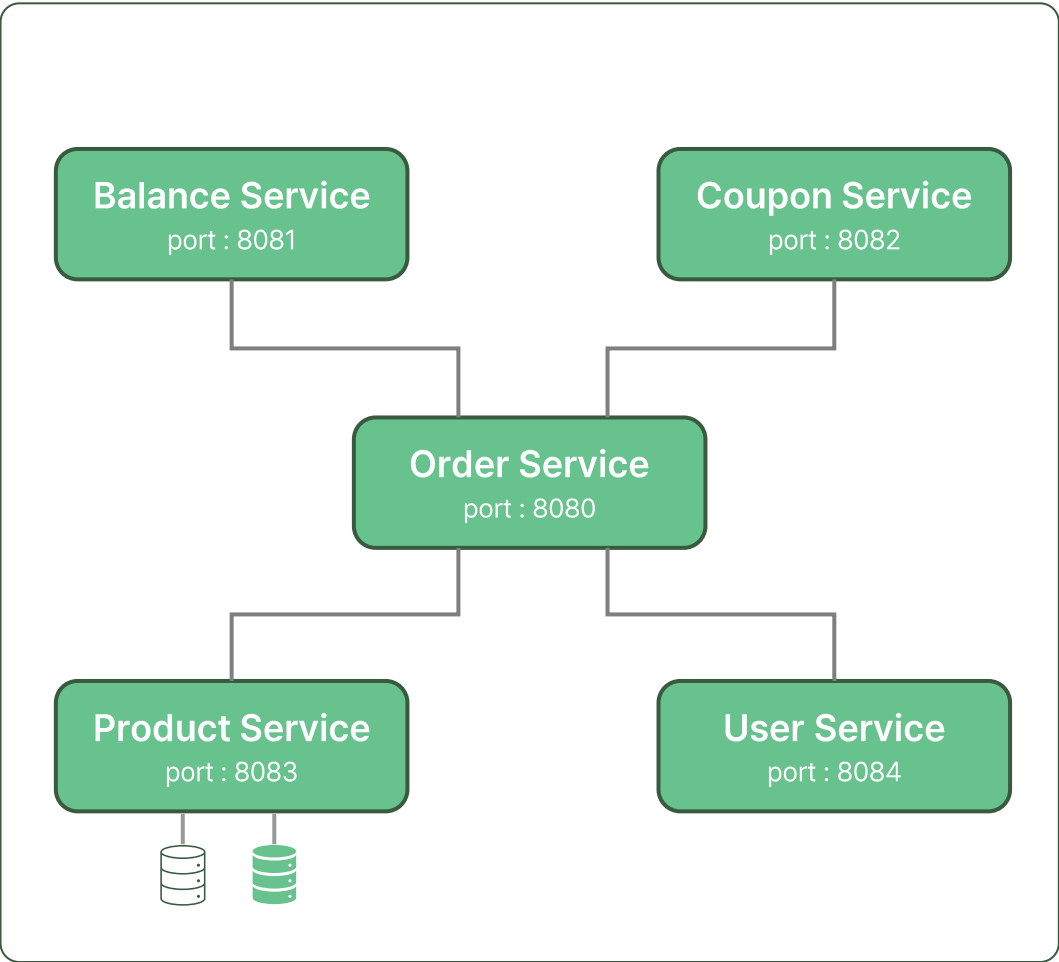 Balance Service
port : 8081
Coupon Service
port : 8082
Order Service
port : 8080
Product Service
port : 8083
User Service
port : 8084